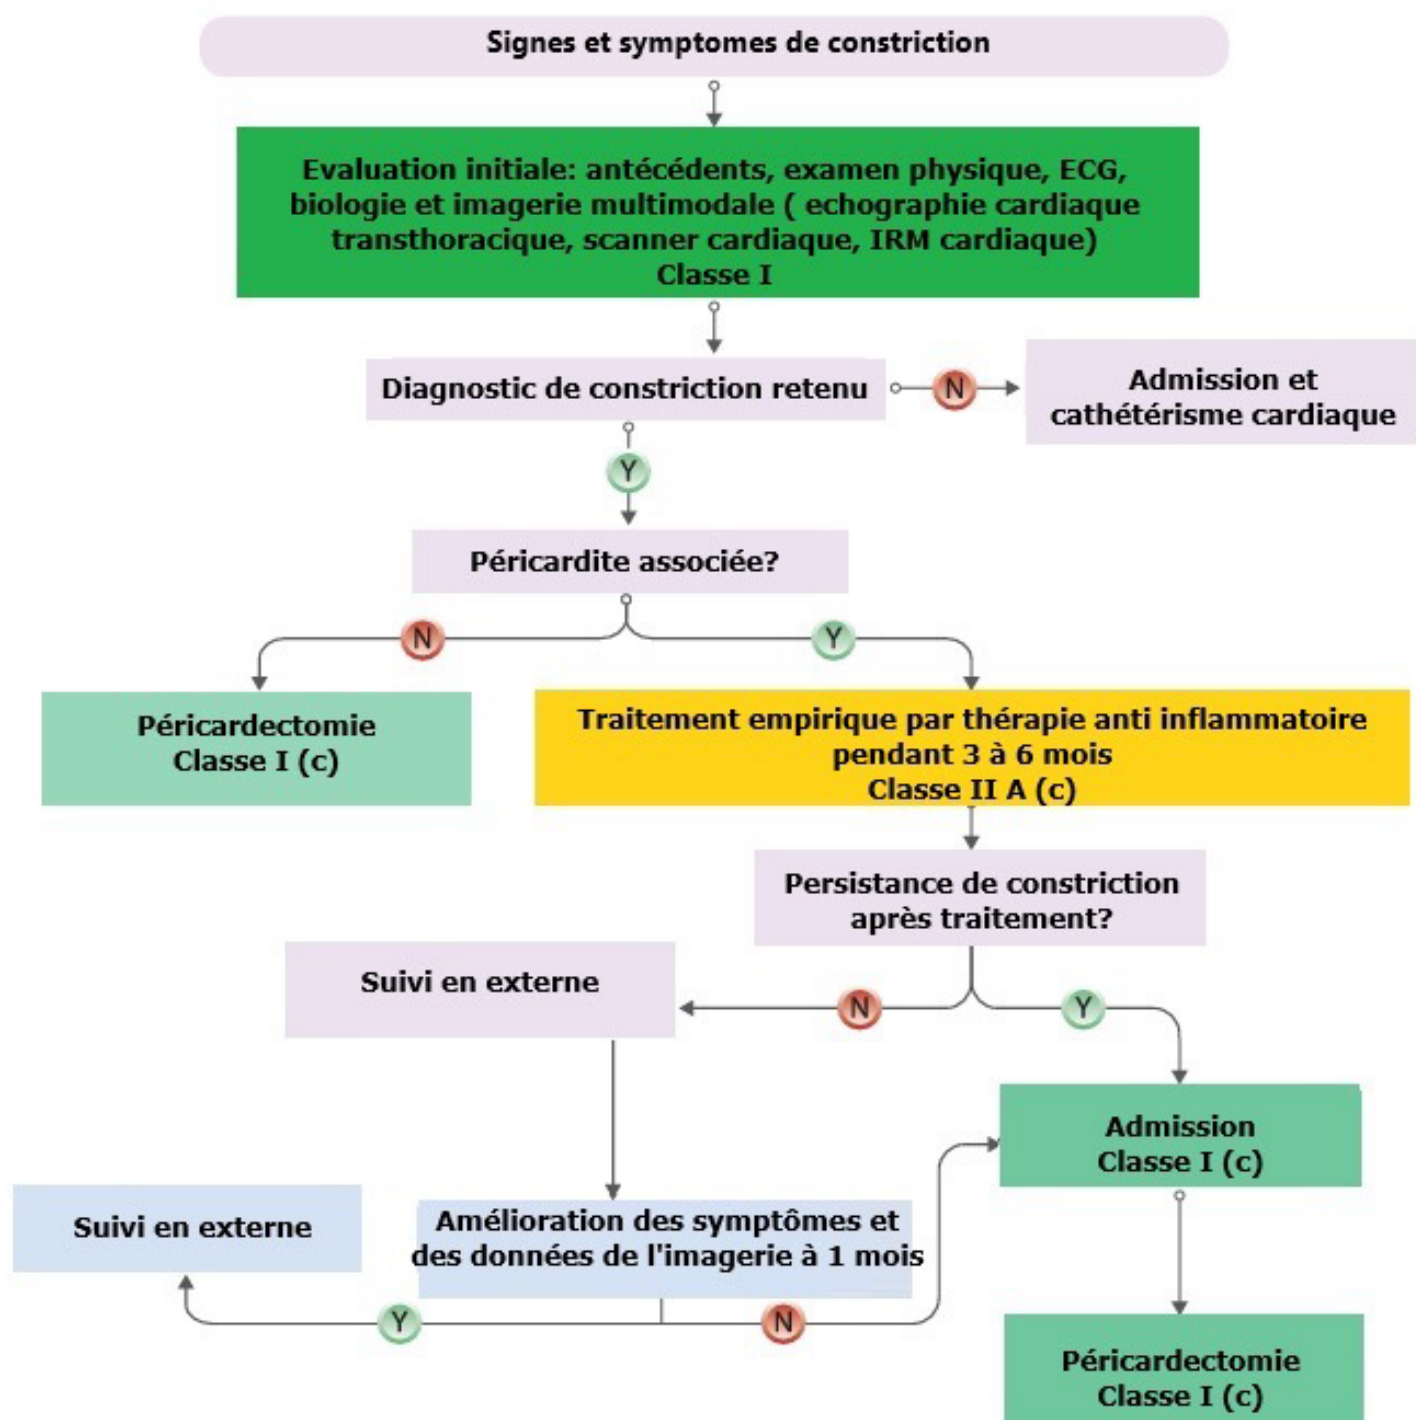 Signes et symptomes de constriction
Evaluation initiale: antécédents, examen physique, ECG,
biologie et imagerie multimodale ( echographie cardiaque
transthoracique, scanner cardiaque, IRM cardiaque)
Classe I
Diagnostic de constriction retenu
N
Admission et
cathétérisme cardiaque
Y
Péricardite associée?
N
Y
Péricardectomie
Classe I (c)
Traitement empirique par thérapie anti inflammatoire
pendant 3 à 6 mois
Classe II A (c)
Persistance de constriction
après traitement?
Suivi en externe
N
Y
Admission
Classe I (c)
Suivi en externe
Amélioration des symptômes et
des données de l'imagerie à 1 mois
Y
N
Péricardectomie
Classe I (c)